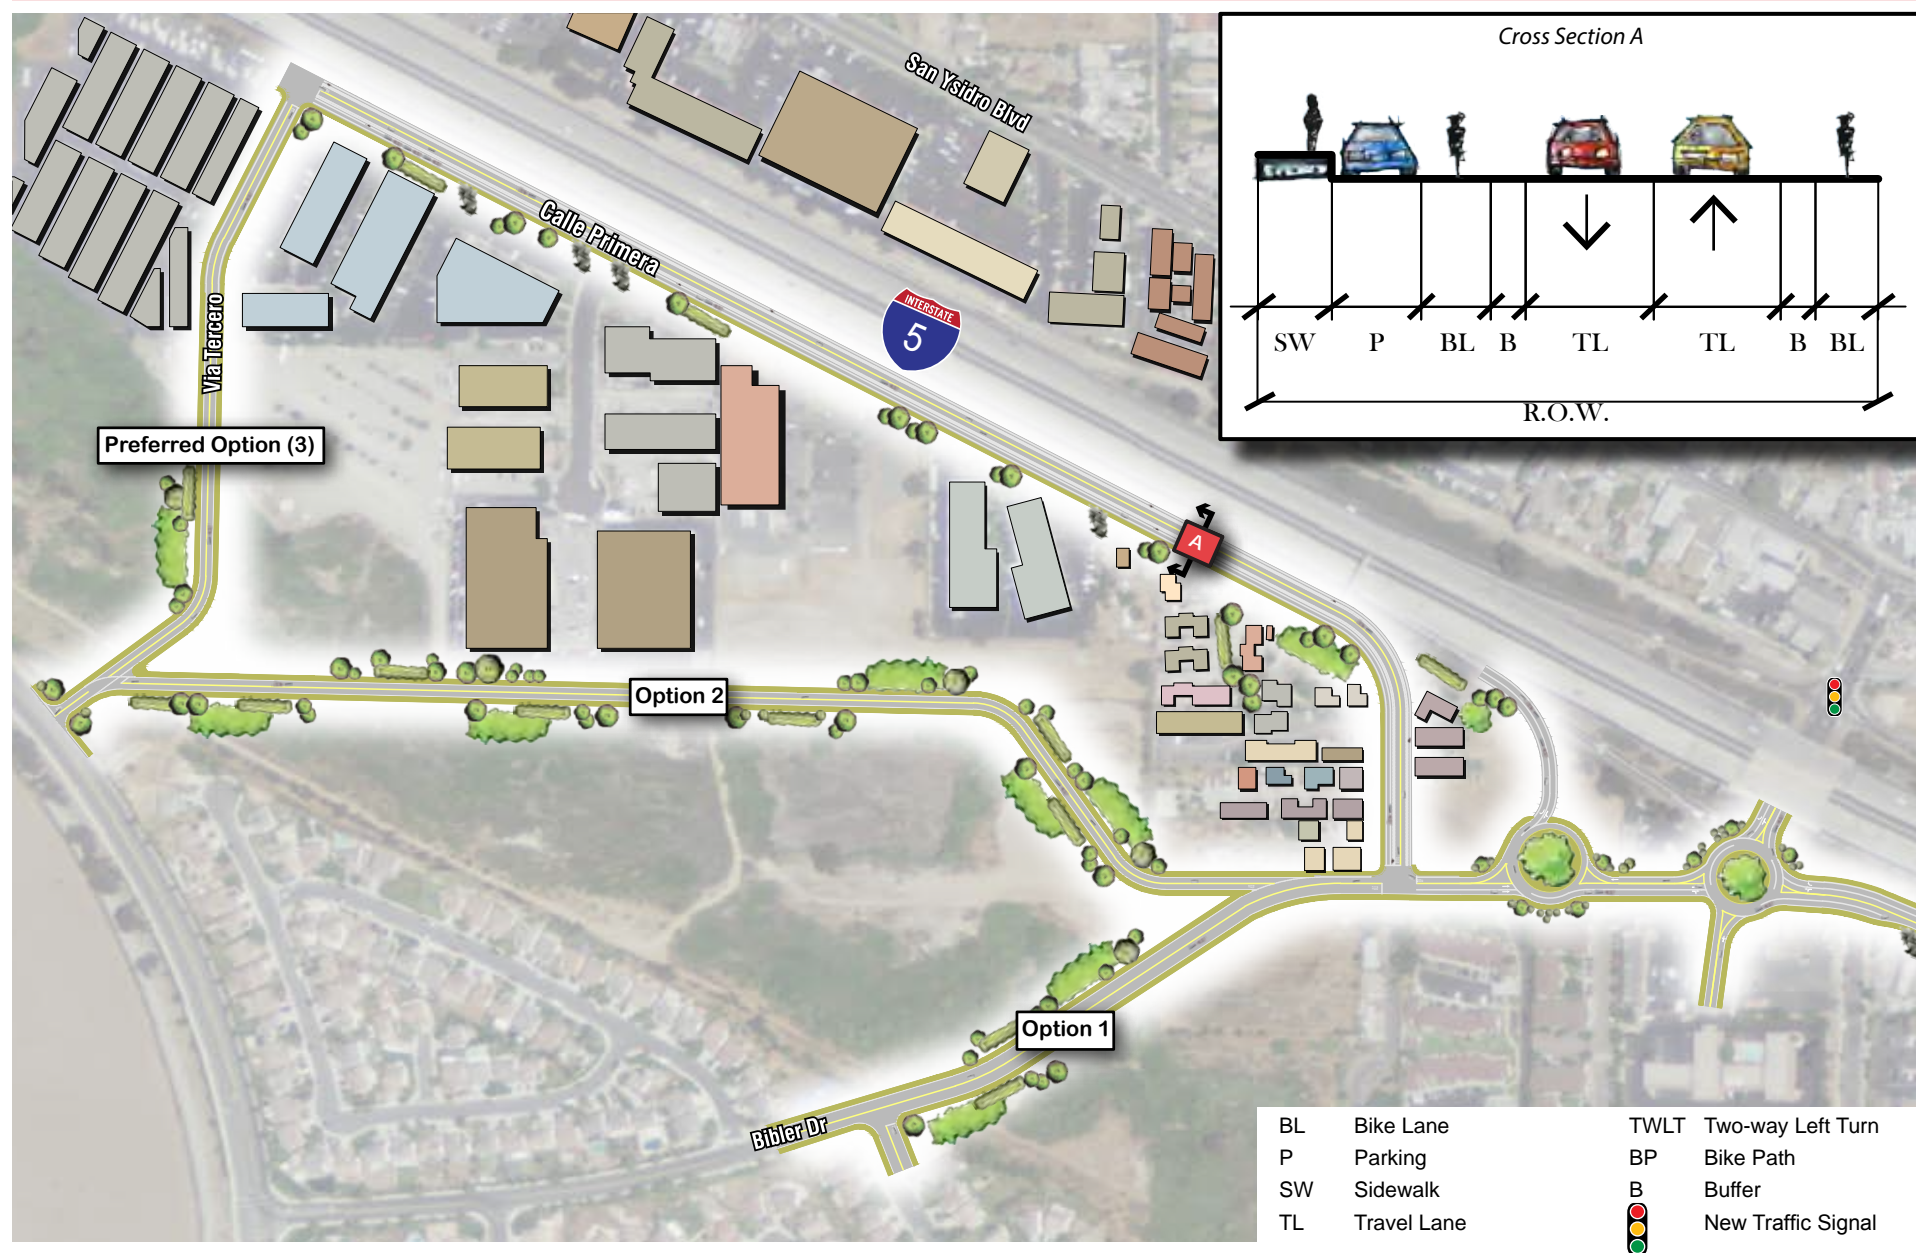 Cross Section A
SW P BL B TL TL B BL
R.O.W.
San Ysidro Blvd
Calle Primera
INTERSTATE
5
Via Tercero
Preferred Option (3)
A
Option 2
Option 1
Bibler Dr
BL Bike Lane
P Parking
SW Sidewalk
TL Travel Lane
TWLT Two-way Left Turn
BP Bike Path
B Buffer
New Traffic Signal